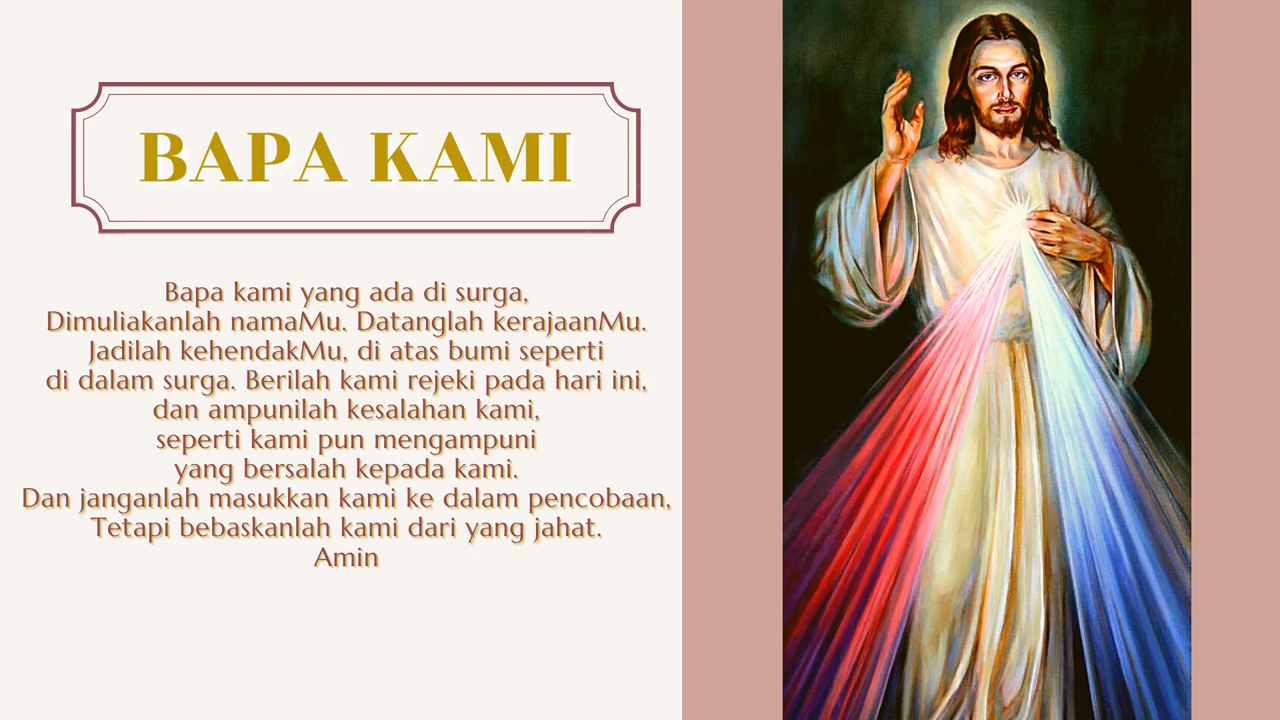 BAPA KAMI
Bapa kami yang ada di surga,
Dimuliakanlah namaMu. Datanglah kerajaanMu.
Jadilah kehendakMu, di atas bumi seperti
di dalam surga. Berilah kami rejeki pada hari ini,
dan ampunilah kesalahan kami,
seperti kami pun mengampuni
yang bersalah kepada kami.
Dan janganlah masukkan kami ke dalam pencobaan,
Tetapi bebaskanlah kami dari yang jahat.
Amin